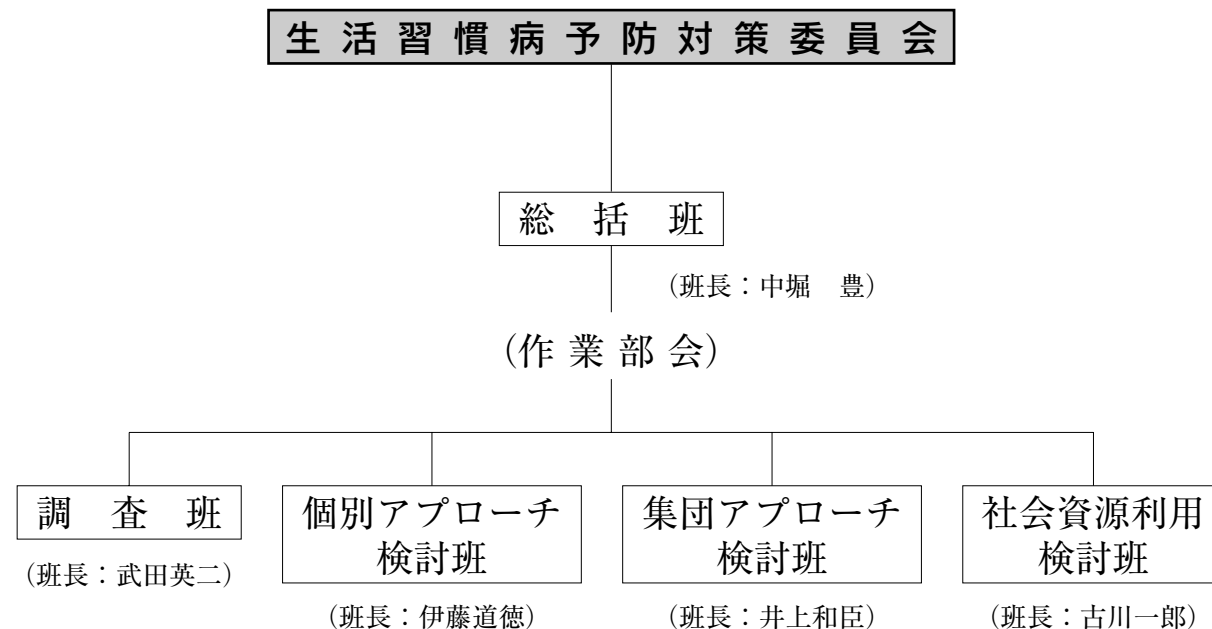 生活習慣病予防対策委員会
総　括　班
（班長：中堀　豊）
（作業部会）
調　査　班
（班長：武田英二）
個別アプローチ
検討班
（班長：伊藤道徳）
集団アプローチ
検討班
（班長：井上和臣）
社会資源利用
検討班
（班長：古川一郎）